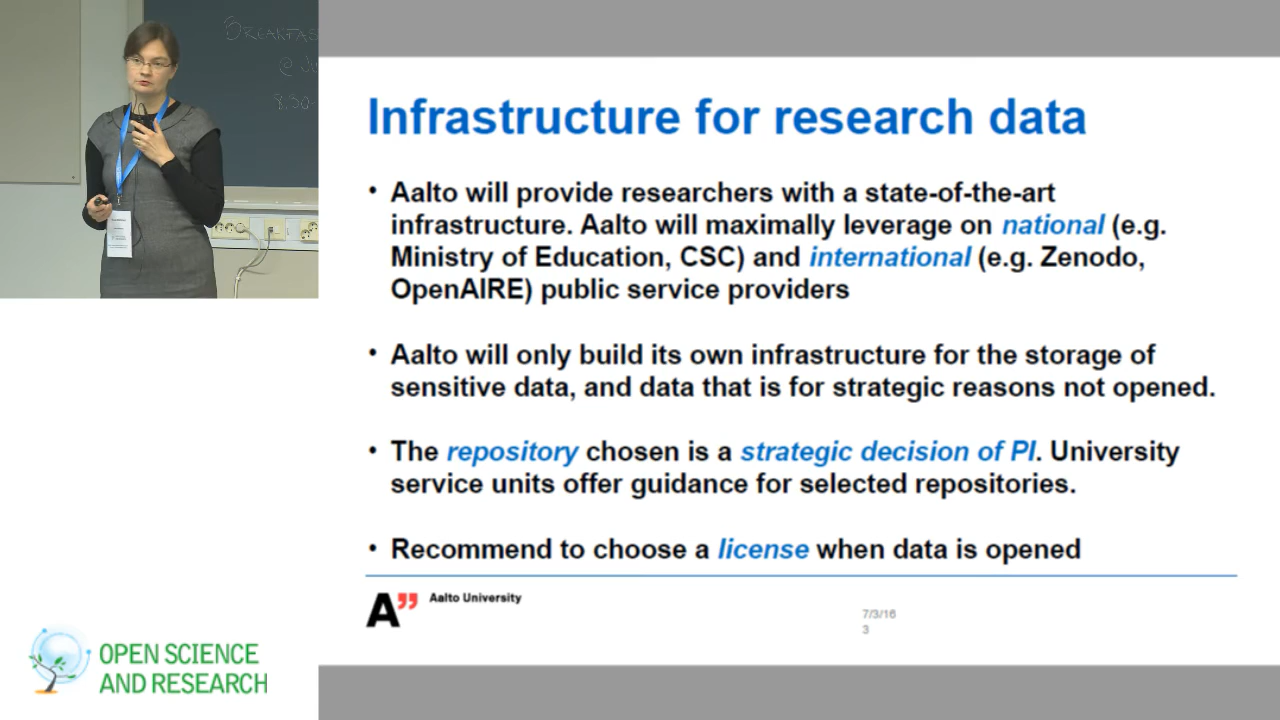 BREAKFAS
@
8:30-
Infrastructure for research data
• Aalto will provide researchers with a state-of-the-art
infrastructure. Aalto will maximally leverage on national (e.g.
Ministry of Education, CSC) and international (e.g. Zenodo,
OpenAIRE) public service providers
• Aalto will only build its own infrastructure for the storage of
sensitive data, and data that is for strategic reasons not opened.
• The repository chosen is a strategic decision of PI. University
service units offer guidance for selected repositories.
• Recommend to choose a license when data is opened
A” Aalto University
7/3/16
3
OPEN SCIENCE
AND RESEARCH